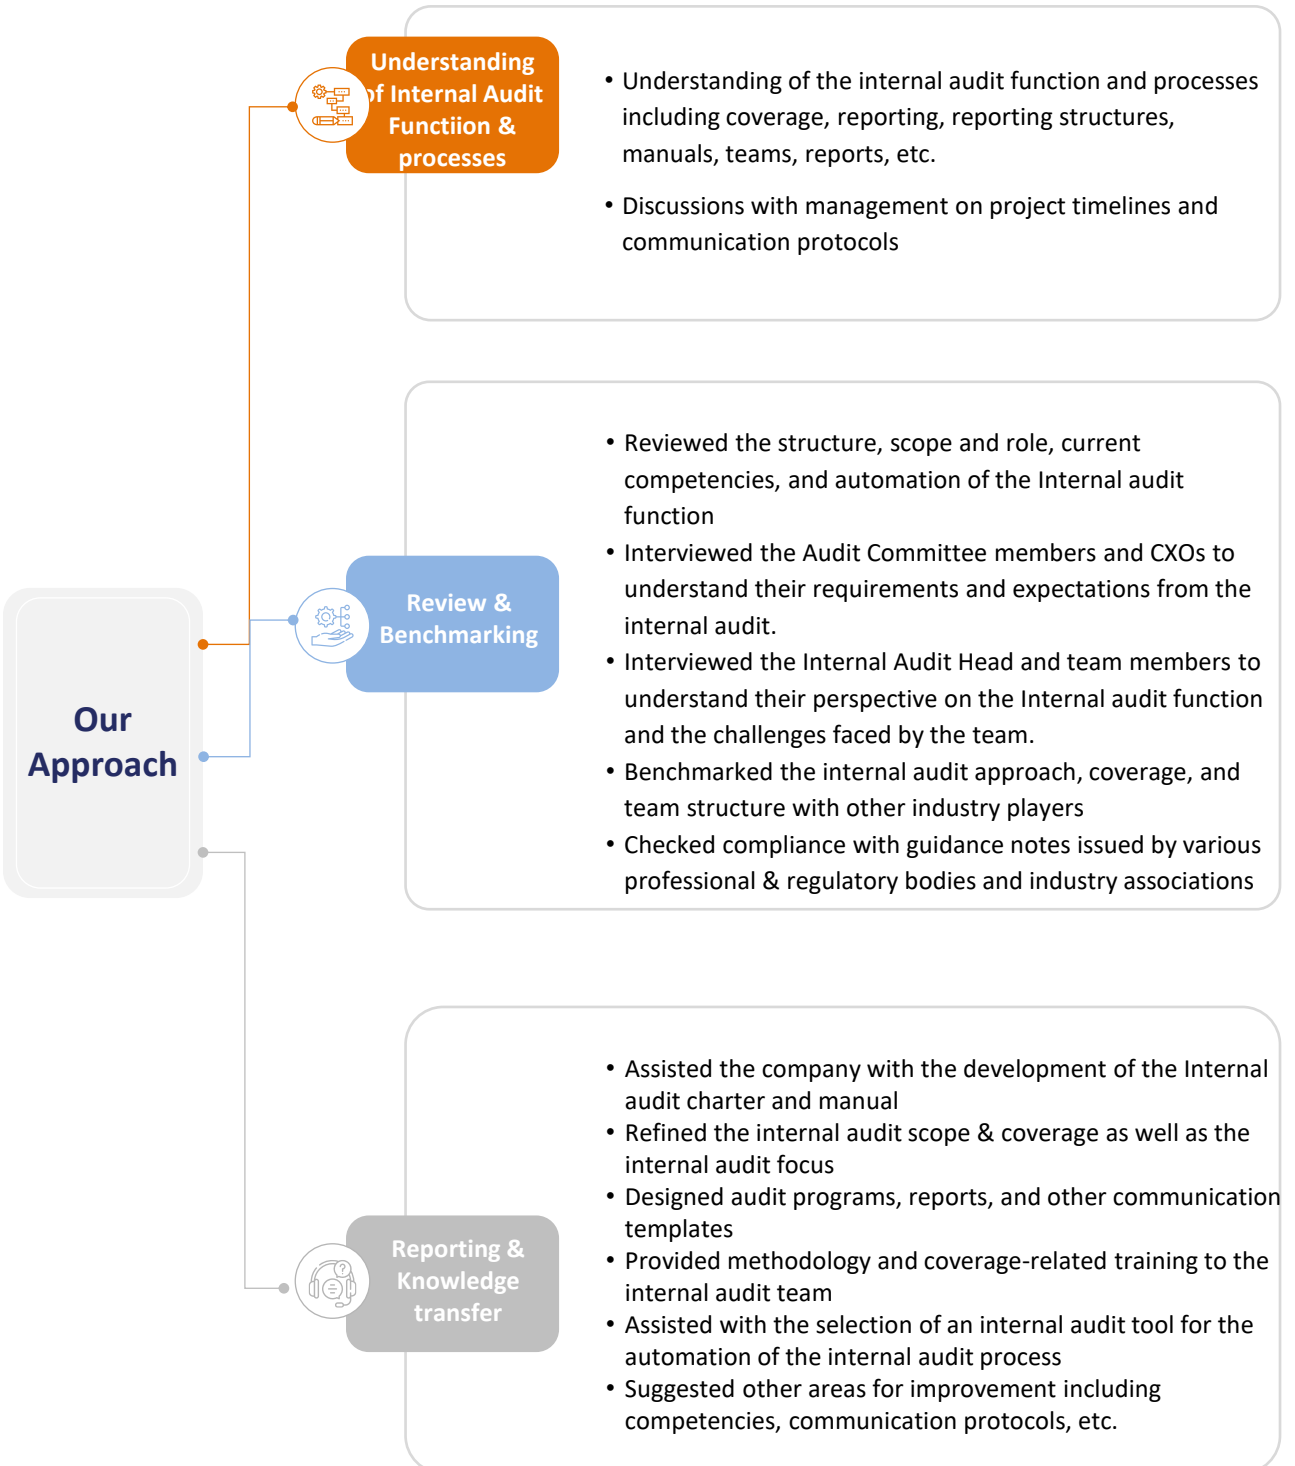 Our
Approach
Understanding
of Internal Audit
Functiion &
processes
• Understanding of the internal audit function and processes
including coverage, reporting, reporting structures,
manuals, teams, reports, etc.
• Discussions with management on project timelines and
communication protocols
Review &
Benchmarking
• Reviewed the structure, scope and role, current
competencies, and automation of the Internal audit
function
• Interviewed the Audit Committee members and CXOs to
understand their requirements and expectations from the
internal audit.
• Interviewed the Internal Audit Head and team members to
understand their perspective on the Internal audit function
and the challenges faced by the team.
• Benchmarked the internal audit approach, coverage, and
team structure with other industry players
• Checked compliance with guidance notes issued by various
professional & regulatory bodies and industry associations
Reporting &
Knowledge
transfer
• Assisted the company with the development of the Internal
audit charter and manual
• Refined the internal audit scope & coverage as well as the
internal audit focus
• Designed audit programs, reports, and other communication
templates
• Provided methodology and coverage-related training to the
internal audit team
• Assisted with the selection of an internal audit tool for the
automation of the internal audit process
• Suggested other areas for improvement including
competencies, communication protocols, etc.